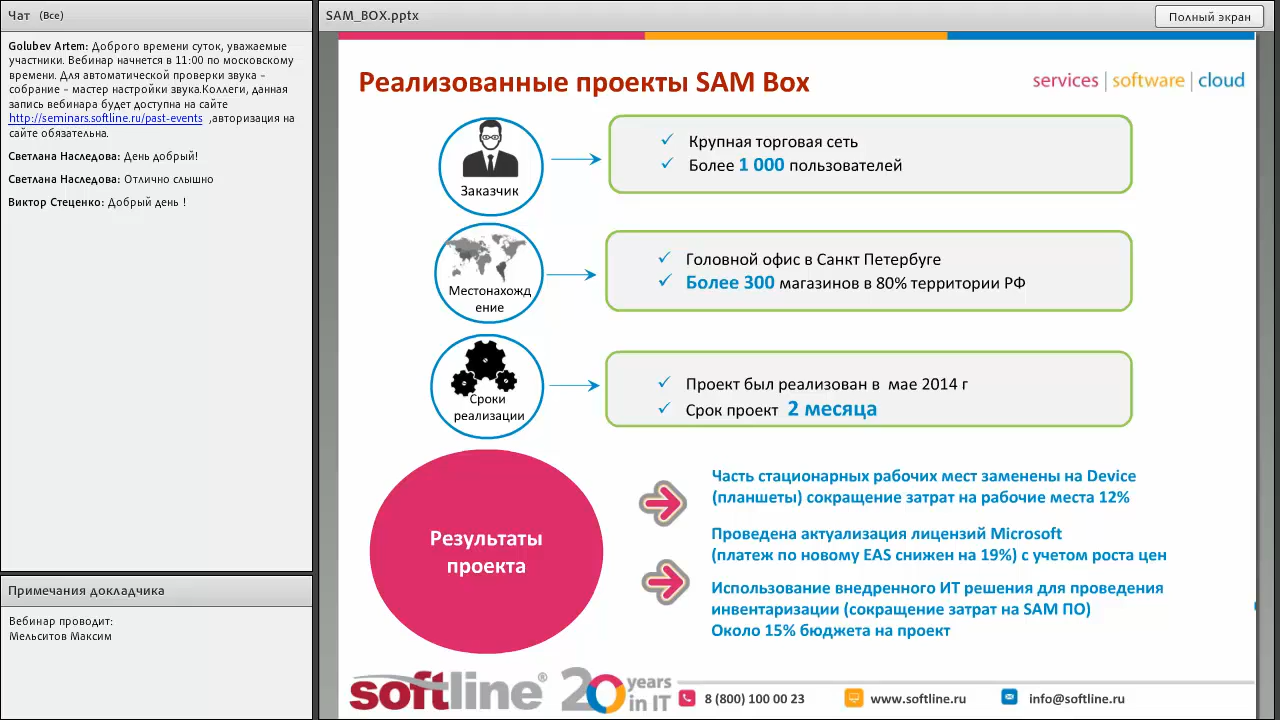 Чат (Все)
Golubev Artem: Доброго времени суток, уважаемые
участники. Вебинар начнется в 11:00 по московскому
времени. Для автоматической проверки звука –
собрание – мастер настройки звука.Коллеги, данная
запись вебинара будет доступна на сайте
http://seminars.softline.ru/past-events ,авторизация на
сайте обязательна.
Светлана Наследова: День добрый!
Светлана Наследова: Отлично слышно
Виктор Стеценко: Добрый день !
Примечания докладчика
Вебинар проводит:
Мельситов Максим
SAM_BOX.pptx
Полный экран
Реализованные проекты SAM Box
services | software | cloud
Заказчик
Крупная торговая сеть
Более 1 000 пользователей
Местонахожд
ение
Головной офис в Санкт Петербуге
Более 300 магазинов в 80% территории РФ
Сроки
реализации
Проект был реализован в мае 2014 г
Срок проект 2 месяца
Результаты
проекта
Часть стационарных рабочих мест заменены на Device
(планшеты) сокращение затрат на рабочие места 12%
Проведена актуализация лицензий Microsoft
(платеж по новому EAS снижен на 19%) с учетом роста цен
Использование внедренного ИТ решения для проведения
инвентаризации (сокращение затрат на SAM ПО)
Около 15% бюджета на проект
softline® 20 years in IT
8 (800) 100 00 23
www.softline.ru
info@softline.ru